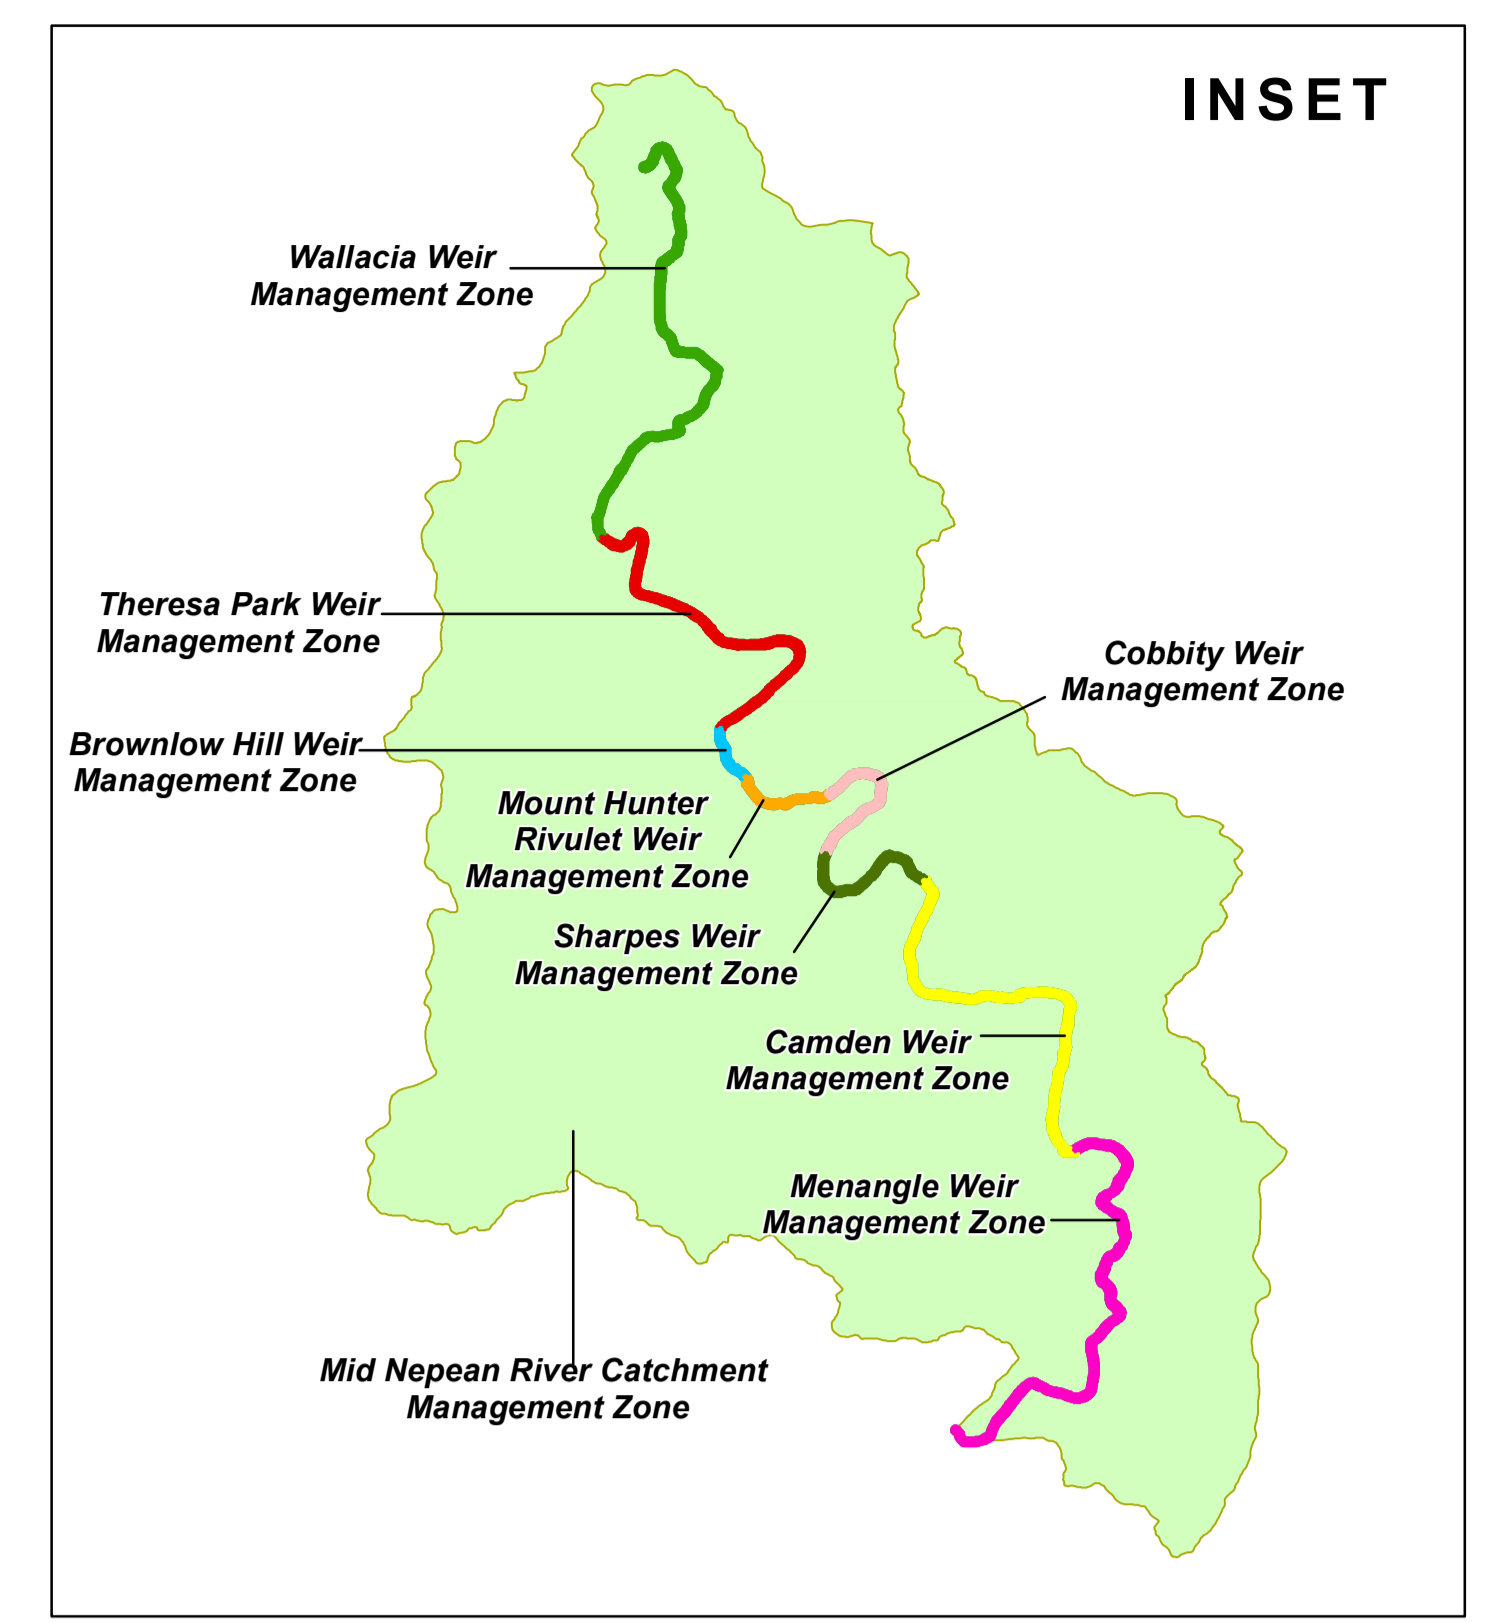 INSET
Wallacia Weir
Management Zone
Theresa Park Weir
Management Zone
Cobbity Weir
Management Zone
Brownlow Hill Weir
Management Zone
Mount Hunter
Rivulet Weir
Management Zone
Sharpes Weir
Management Zone
Camden Weir
Management Zone
Menangle Weir
Management Zone
Mid Nepean River Catchment
Management Zone